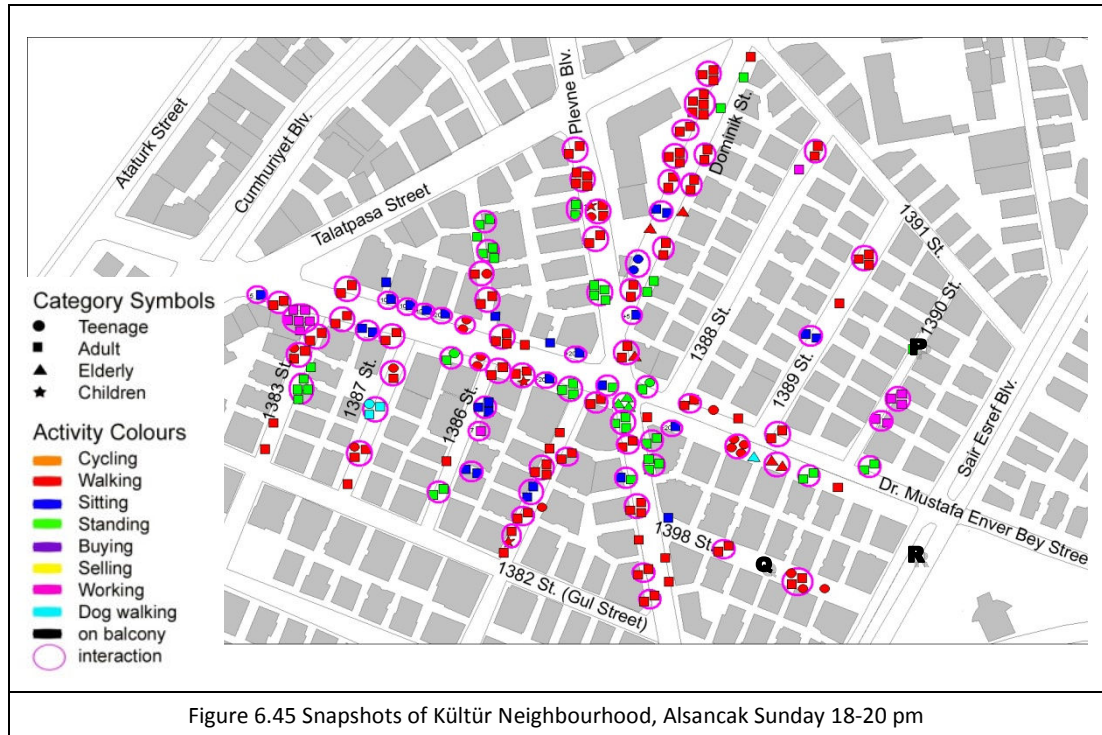 Ataturk Street
Cumhuriyet Blv.
Talatpasa Street
Plevne Blv.
Dominik St.
1391 St.
1390 St.
1388 St.
1389 St.
Sair Esref Blv.
1383 St.
1387 St.
1386 St.
Dr. Mustafa Enver Bey Stree
1398 St.
1382 St. (Gul Street)
P
Q
R
Category Symbols
Teenage
Adult
Elderly
Children
Activity Colours
Cycling
Walking
Sitting
Standing
Buying
Selling
Working
Dog walking
on balcony
interaction
Figure 6.45 Snapshots of Kültür Neighbourhood, Alsancak Sunday 18-20 pm